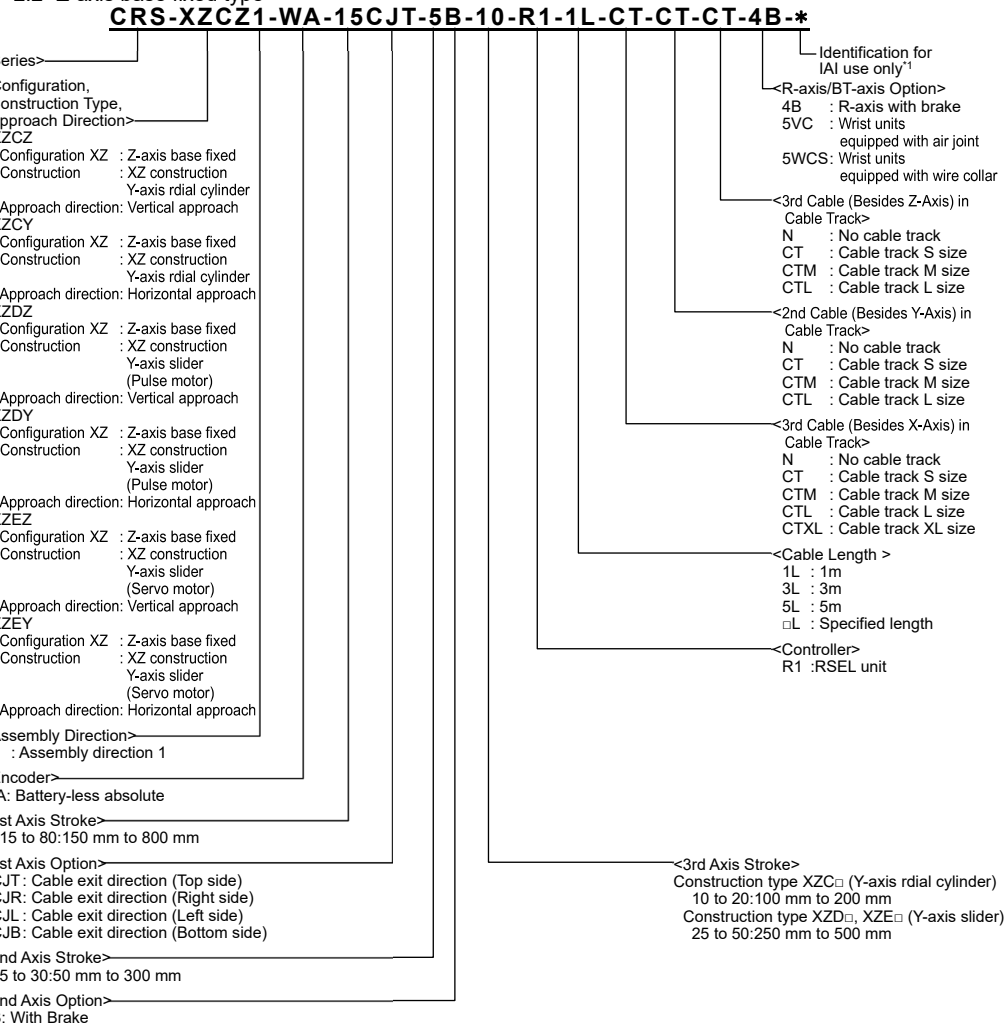 2.2 Z-axis base fixed type
CRS-XZCZ1-WA-15CJT-5B-10-R1-1L-CT-CT-CT-4B-*
eries>
onfiguration,
onstruction Type,
pproach Direction>
XZCZ
Configuration XZ : Z-axis base fixed
Construction : XZ construction
Y-axis rdial cylinder
Approach direction: Vertical approach
XZCY
Configuration XZ : Z-axis base fixed
Construction : XZ construction
Y-axis rdial cylinder
Approach direction: Horizontal approach
XZDZ
Configuration XZ : Z-axis base fixed
Construction : XZ construction
Y-axis slider
(Pulse motor)
Approach direction: Vertical approach
XZDY
Configuration XZ : Z-axis base fixed
Construction : XZ construction
Y-axis slider
(Pulse motor)
Approach direction: Horizontal approach
XZEZ
Configuration XZ : Z-axis base fixed
Construction : XZ construction
Y-axis slider
(Servo motor)
Approach direction: Vertical approach
XZEY
Configuration XZ : Z-axis base fixed
Construction : XZ construction
Y-axis slider
(Servo motor)
Approach direction: Horizontal approach
ssembly Direction>
: Assembly direction 1
ncoder>
A: Battery-less absolute
st Axis Stroke>
15 to 80:150 mm to 800 mm
st Axis Option>
CJT : Cable exit direction (Top side)
CJR: Cable exit direction (Right side)
CJL : Cable exit direction (Left side)
CJB: Cable exit direction (Bottom side)
nd Axis Stroke>
5 to 30:50 mm to 300 mm
nd Axis Option>
B: With Brake
Identification for
IAI use only*1
<R-axis/BT-axis Option>
4B : R-axis with brake
5VC : Wrist units
equipped with air joint
5WCS: Wrist units
equipped with wire collar
<3rd Cable (Besides Z-Axis) in
Cable Track>
N : No cable track
CT : Cable track S size
CTM : Cable track M size
CTL : Cable track L size
<2nd Cable (Besides Y-Axis) in
Cable Track>
N : No cable track
CT : Cable track S size
CTM : Cable track M size
CTL : Cable track L size
<3rd Cable (Besides X-Axis) in
Cable Track>
N : No cable track
CT : Cable track S size
CTM : Cable track M size
CTL : Cable track L size
CTXL : Cable track XL size
<Cable Length >
1L : 1m
3L : 3m
5L : 5m
□L : Specified length
<Controller>
R1 :RSEL unit
<3rd Axis Stroke>
Construction type XZC□ (Y-axis rdial cylinder)
10 to 20:100 mm to 200 mm
Construction type XZD□, XZE□ (Y-axis slider)
25 to 50:250 mm to 500 mm